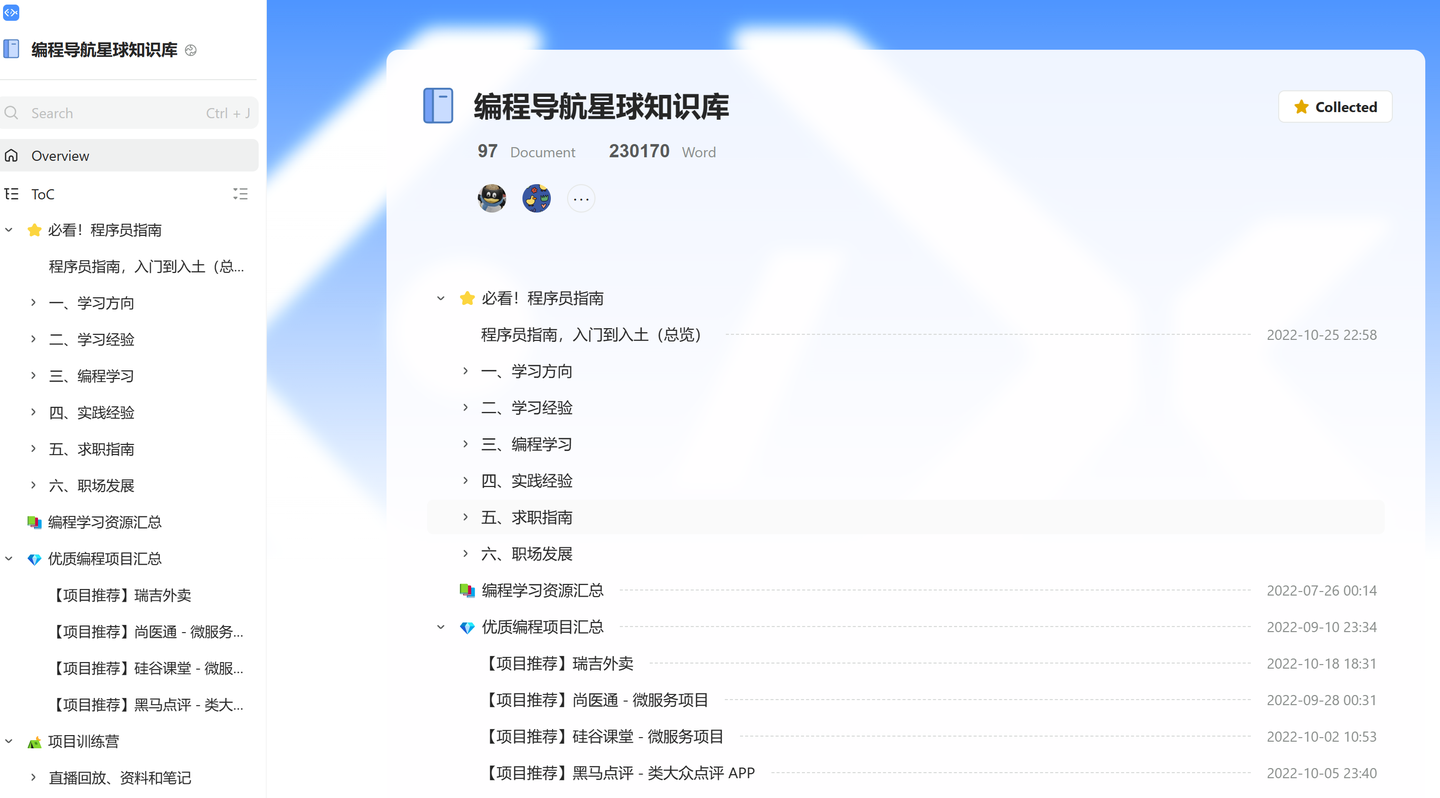 编程导航星球知识库
Search Ctrl + J
Overview
ToC
必看！程序员指南
程序员指南，入门到入土（总...
一、学习方向
二、学习经验
三、编程学习
四、实践经验
五、求职指南
六、职场发展
编程学习资源汇总
优质编程项目汇总
【项目推荐】瑞吉外卖
【项目推荐】尚医通 - 微服务...
【项目推荐】硅谷课堂 - 微服...
【项目推荐】黑马点评 - 类大...
项目训练营
直播回放、资料和笔记
编程导航星球知识库
Collected
97 Document 230170 Word
必看！程序员指南
程序员指南，入门到入土（总览） 2022-10-25 22:58
一、学习方向
二、学习经验
三、编程学习
四、实践经验
五、求职指南
六、职场发展
编程学习资源汇总 2022-07-26 00:14
优质编程项目汇总 2022-09-10 23:34
【项目推荐】瑞吉外卖 2022-10-18 18:31
【项目推荐】尚医通 - 微服务项目 2022-09-28 00:31
【项目推荐】硅谷课堂 - 微服务项目 2022-10-02 10:53
【项目推荐】黑马点评 - 类大众点评 APP 2022-10-05 23:40